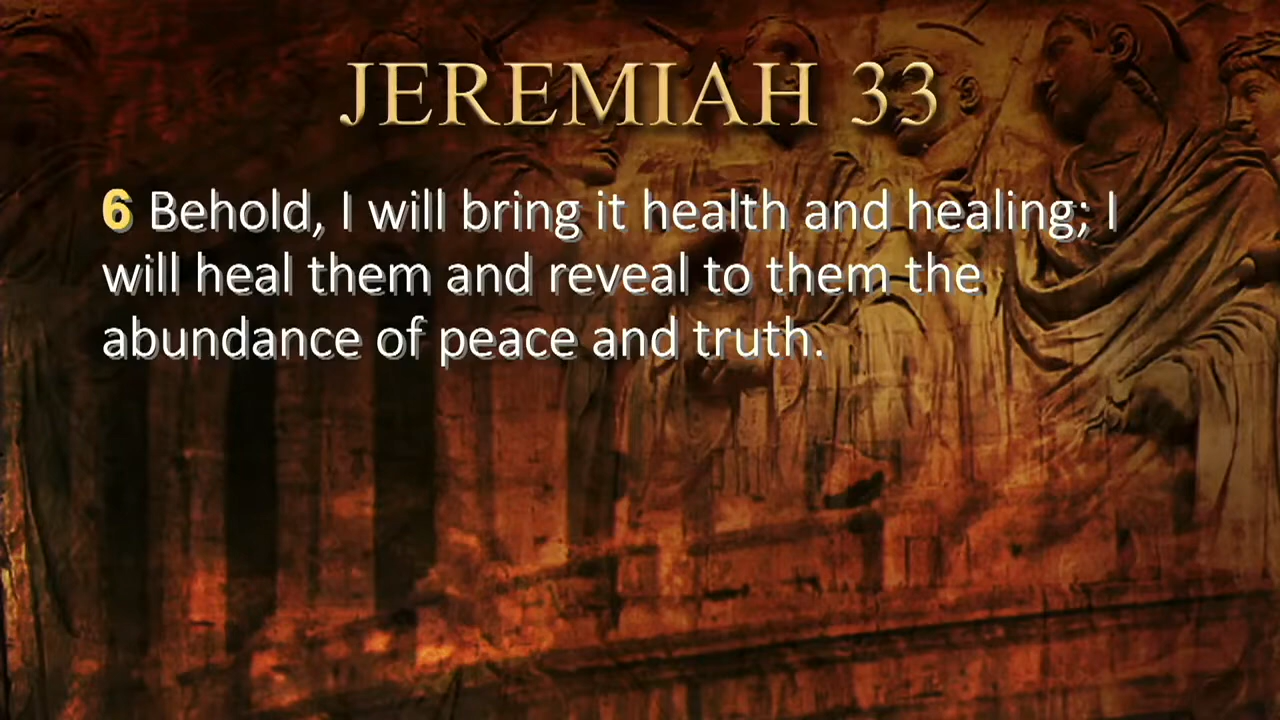 JEREMIAH 33
6 Behold, I will bring it health and healing; I
will heal them and reveal to them the
abundance of peace and truth.